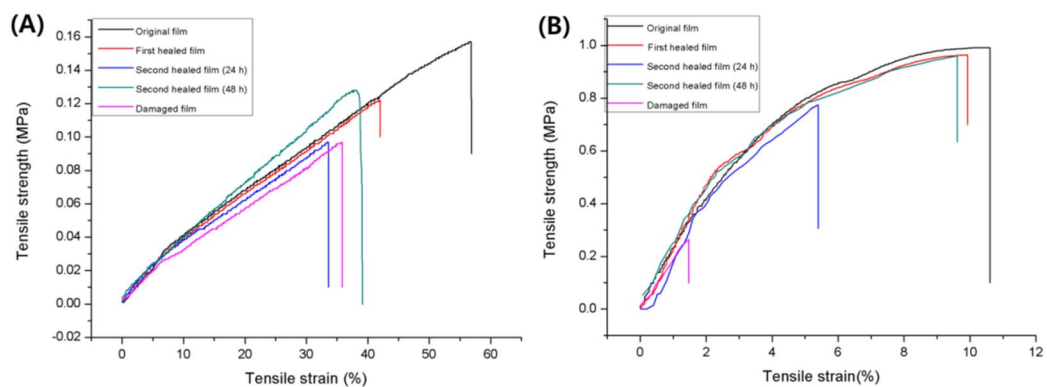 (A)
Original film
First healed film
Second healed film (24 h)
Second healed film (48 h)
Damaged film
Tensile strength (MPa)
0.16
0.14
0.12
0.10
0.08
0.06
0.04
0.02
0.00
-0.02
0 10 20 30 40 50 60
Tensile strain (%)
(B)
Original film
First healed film
Second healed film (24 h)
Second healed film (48 h)
Damaged film
Tensile strength (MPa)
1.0
0.8
0.6
0.4
0.2
0.0
0 2 4 6 8 10 12
Tensile strain(%)